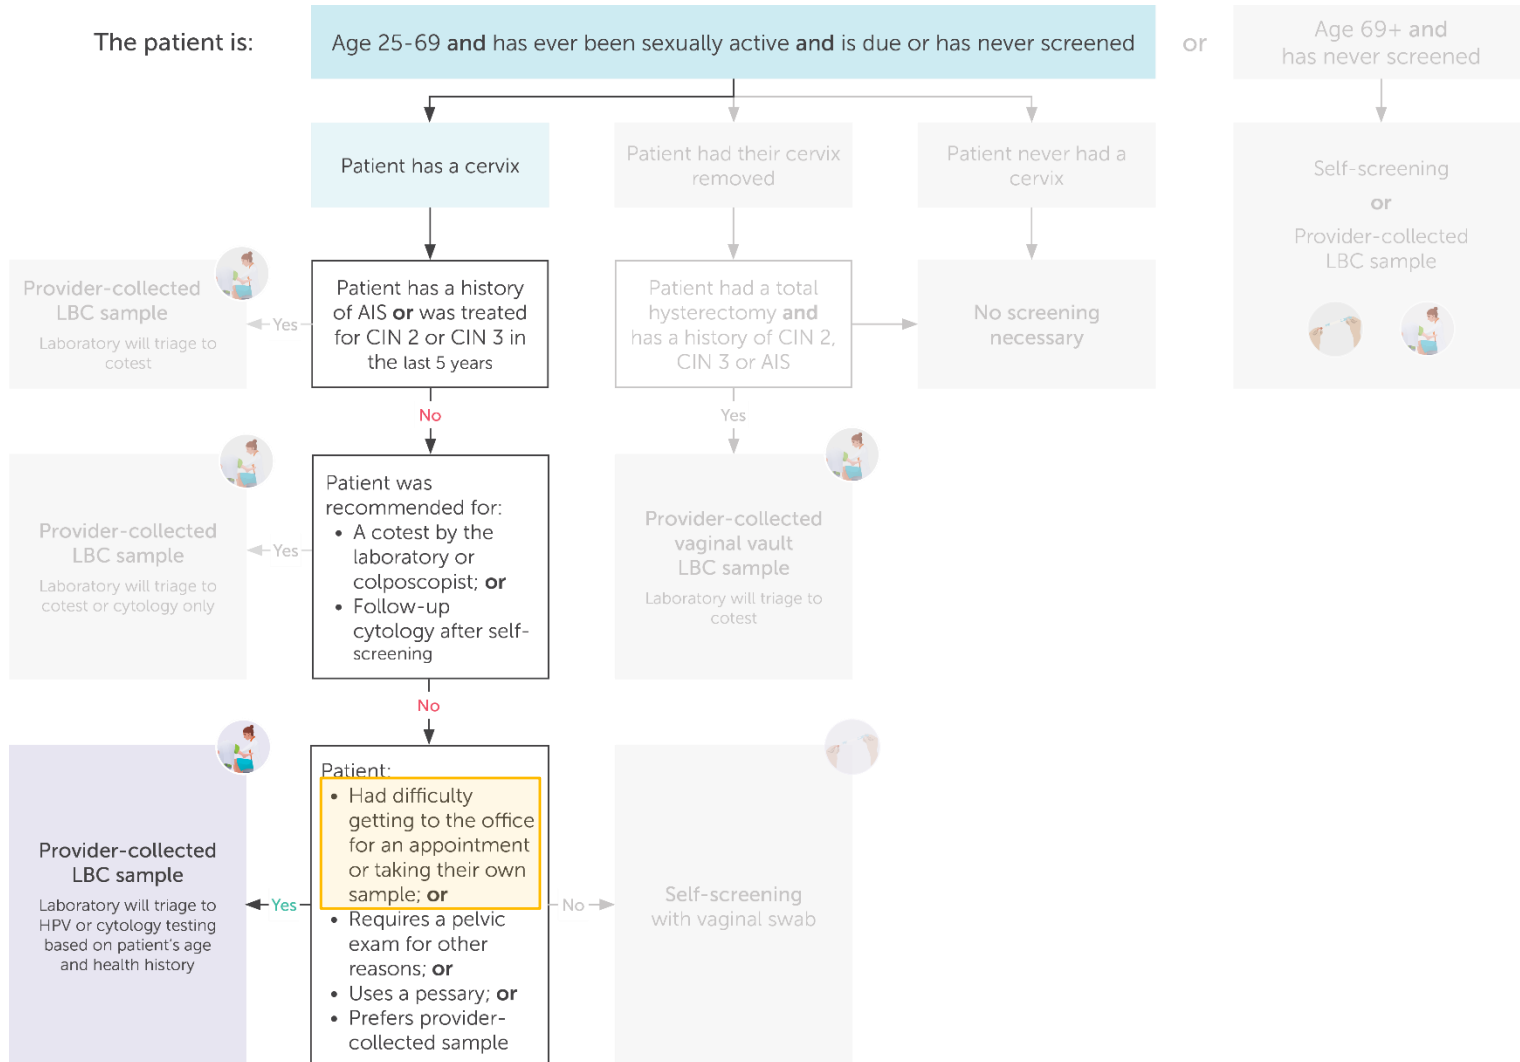 The patient is:
Age 25-69 and has ever been sexually active and is due or has never screened
or
Age 69+ and
has never screened
Patient has a cervix
Patient had their cervix
removed
Patient never had a
cervix
Self-screening
or
Provider-collected
LBC sample
Provider-collected
LBC sample
Laboratory will triage to
cotest
Yes
Patient has a history
of AIS or was treated
for CIN 2 or CIN 3 in
the last 5 years
Patient had a total
hysterectomy and
has a history of CIN 2,
CIN 3 or AIS
No screening
necessary
No
Yes
Provider-collected
LBC sample
Laboratory will triage to
cotest or cytology only
Yes
Patient was
recommended for:
• A cotest by the
laboratory or
colposcopist; or
• Follow-up
cytology after self-
screening
Provider-collected
vaginal vault
LBC sample
Laboratory will triage to
cotest
No
Provider-collected
LBC sample
Laboratory will triage to
HPV or cytology testing
based on patient's age
and health history
Yes
Patient:
• Had difficulty
getting to the office
for an appointment
or taking their own
sample; or
• Requires a pelvic
exam for other
reasons; or
• Uses a pessary; or
• Prefers provider-
collected sample
No
Self-screening
with vaginal swab